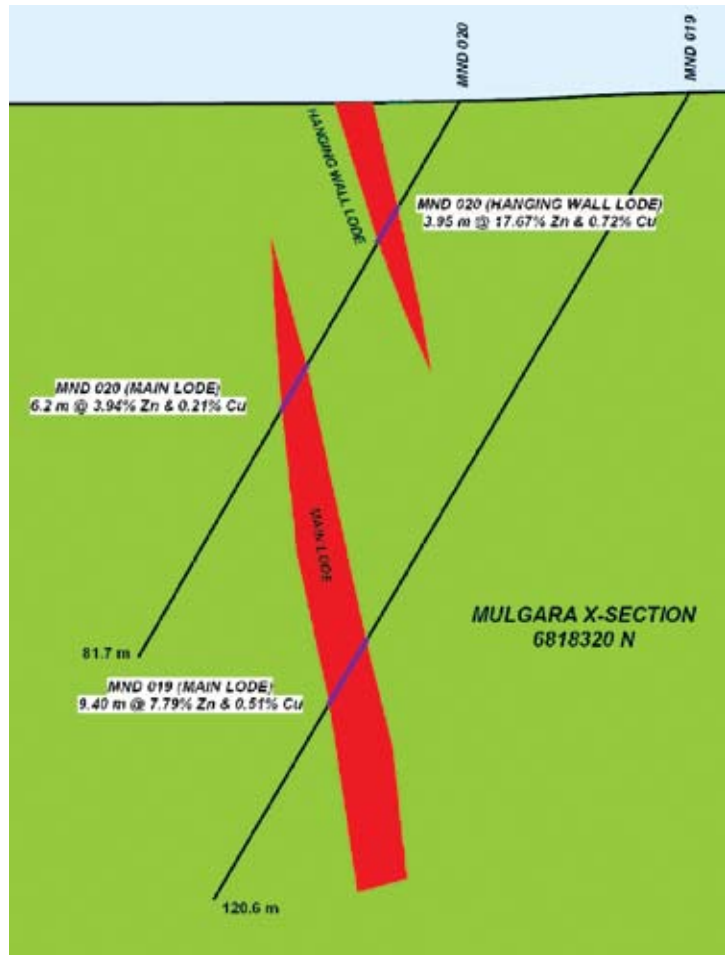 MND 020
MND 019
HANGING WALL LODE
MND 020 (HANGING WALL LODE)
3.95 m @ 17.67% Zn & 0.72% Cu
MND 020 (MAIN LODE)
6.2 m @ 3.94% Zn & 0.21% Cu
MAIN LODE
MULGARA X-SECTION
6818320 N
81.7 m
MND 019 (MAIN LODE)
9.40 m @ 7.79% Zn & 0.51% Cu
120.6 m